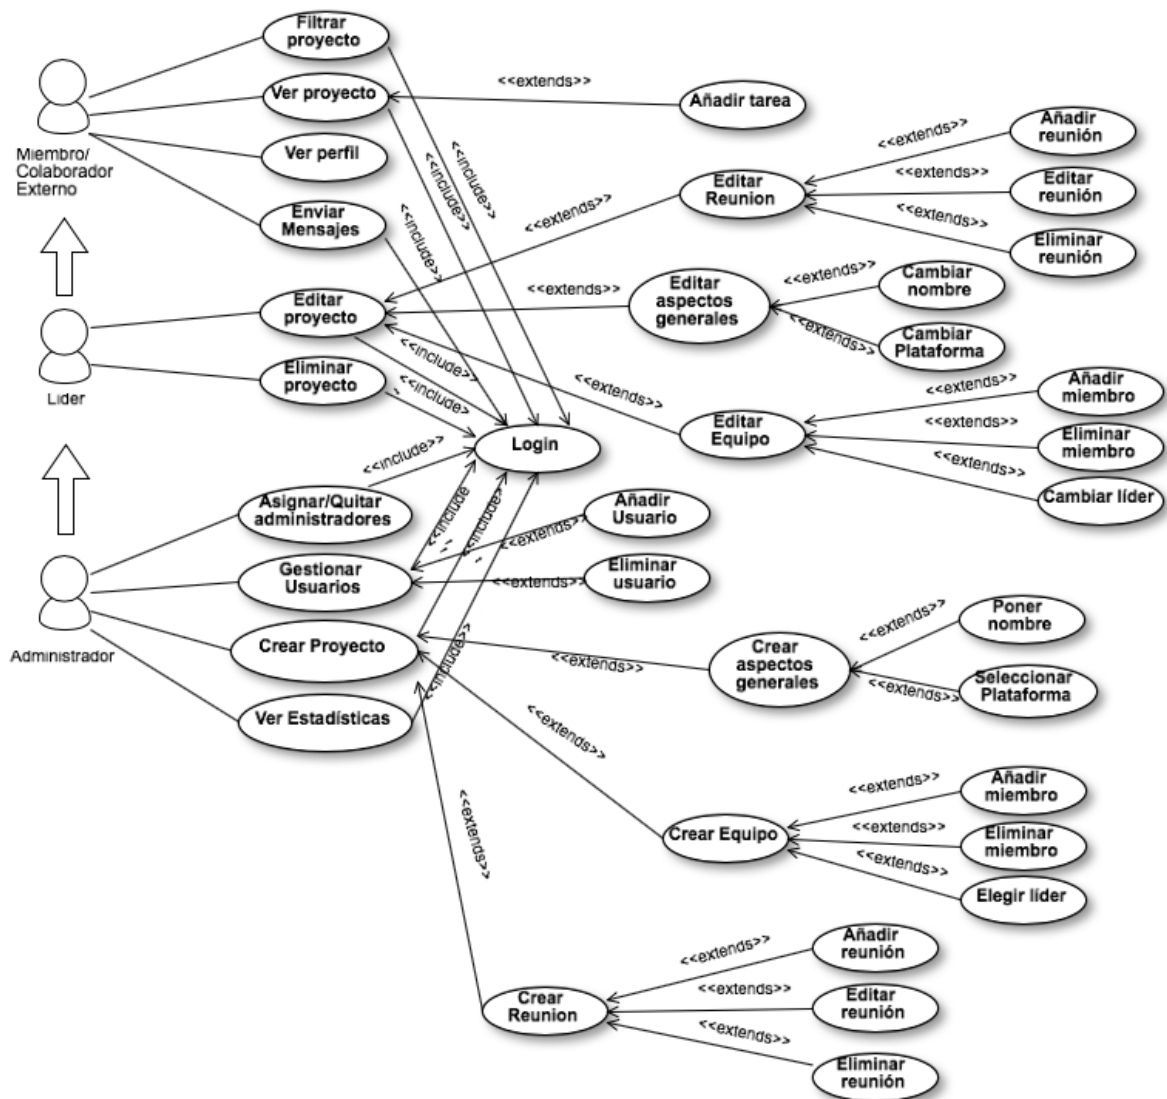 Filtrar
proyecto
<<extends>>
Ver proyecto
Añadir tarea
Añadir
reunión
<<extends>>
Miembro/
Colaborador
Externo
Ver perfil
<<include>>
<<include>>
<<extends>>
Editar
Reunion
Editar
reunión
Enviar
Mensajes
<<include>>
<<extends>>
<<extends>>
Eliminar
reunión
Editar
proyecto
<<extends>>
Editar
aspectos
generales
<<extends>>
Cambiar
nombre
<<extends>>
Cambiar
Plataforma
Lider
Eliminar
proyecto
<<include>>
<<include>
<<extends>>
Editar
Equipo
<<extends>>
Añadir
miembro
<<extends>>
Eliminar
miembro
<<extends>>
Cambiar líder
Login
<<include>>
Asignar/Quitar
administradores
<<include
<<include>
Añadir
Usuario
<<extends>>
Gestionar
Usuarios
<<extends>>
Eliminar
usuario
Administrador
Crear Proyecto
<<include>>
<<extends>>
Crear
aspectos
generales
<<extends>>
Poner
nombre
<<extends>>
Seleccionar
Plataforma
Ver Estadísticas
<<extends>>
<<extends>>
Crear Equipo
<<extends>>
Añadir
miembro
<<extends>>
Eliminar
miembro
<<extends>>
Elegir líder
Crear
Reunion
<<extends>>
Añadir
reunión
<<extends>>
Editar
reunión
<<extends>>
Eliminar
reunión